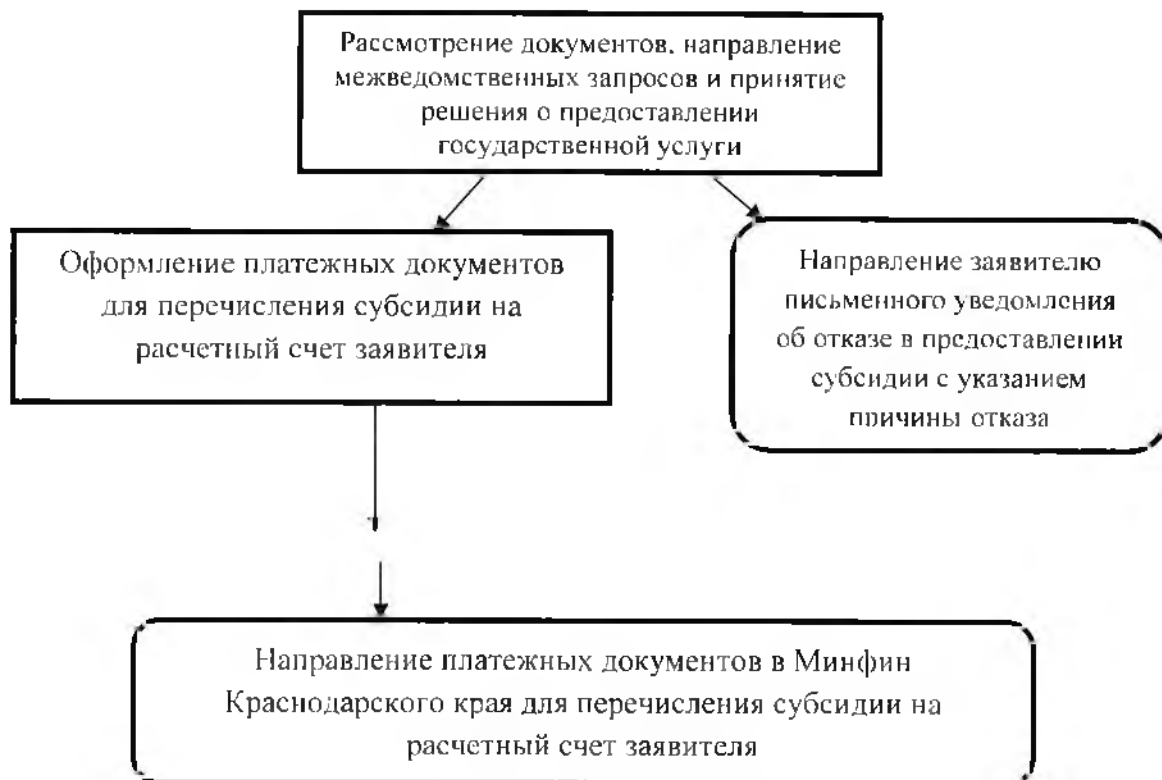 Рассмотрение документов, направление
межведомственных запросов и принятие
решения о предоставлении
государственной услуги
Оформление платежных документов
для перечисления субсидии на
расчетный счет заявителя
Направление заявителю
письменного уведомления
об отказе в предоставлении
субсидии с указанием
причины отказа
Направление платежных документов в Минфин
Краснодарского края для перечисления субсидии на
расчетный счет заявителя